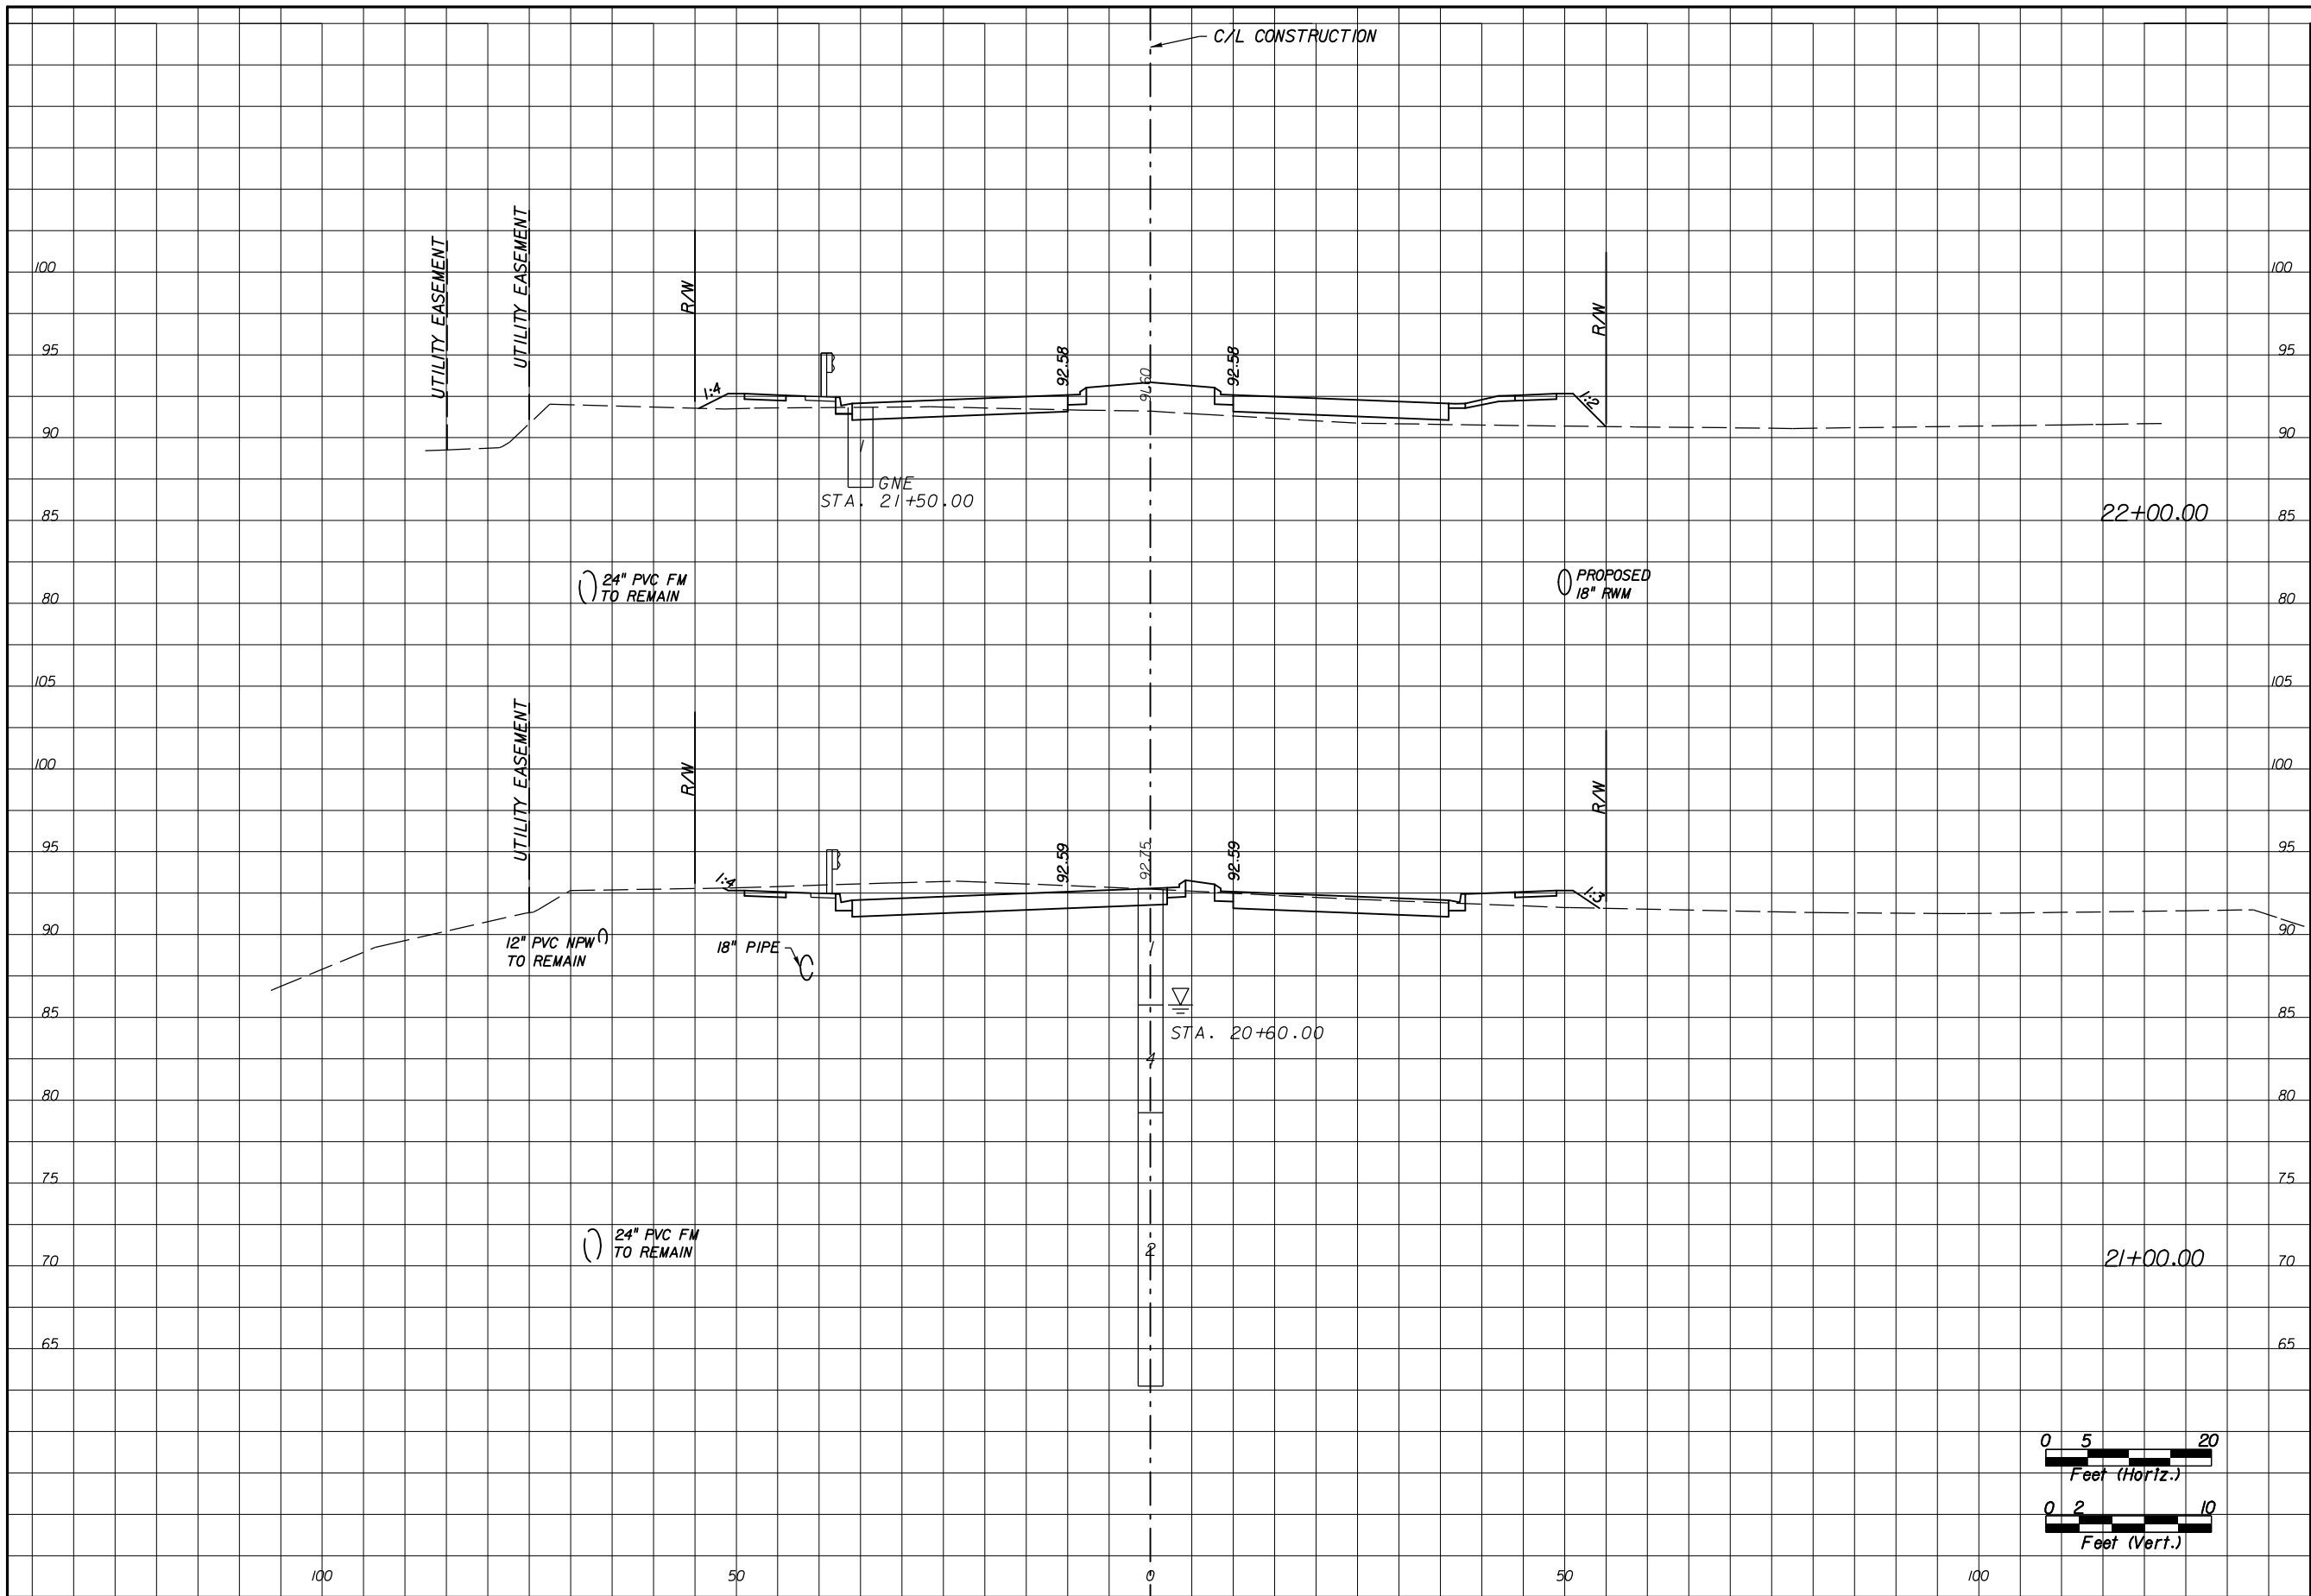 C/L CONSTRUCTION
UTILITY EASEMENT
UTILITY EASEMENT
R/W
R/W
100
100
95
95
1:4
92.58
91.60
92.58
1:2
90
90
1
GNE
STA. 21+50.00
85
22+00.00
85
24" PVC FM
TO REMAIN
PROPOSED
18" RWM
80
80
105
105
UTILITY EASEMENT
R/W
R/W
100
100
95
95
1:4
92.59
92.75
92.59
1:3
90
90
12" PVC NPW
TO REMAIN
18" PIPE
1
85
85
STA. 20+60.00
4
80
80
75
75
24" PVC FM
TO REMAIN
2
70
21+00.00
70
65
65
0 5 20
Feet (Horiz.)
0 2 10
Feet (Vert.)
100 50 0 50 100